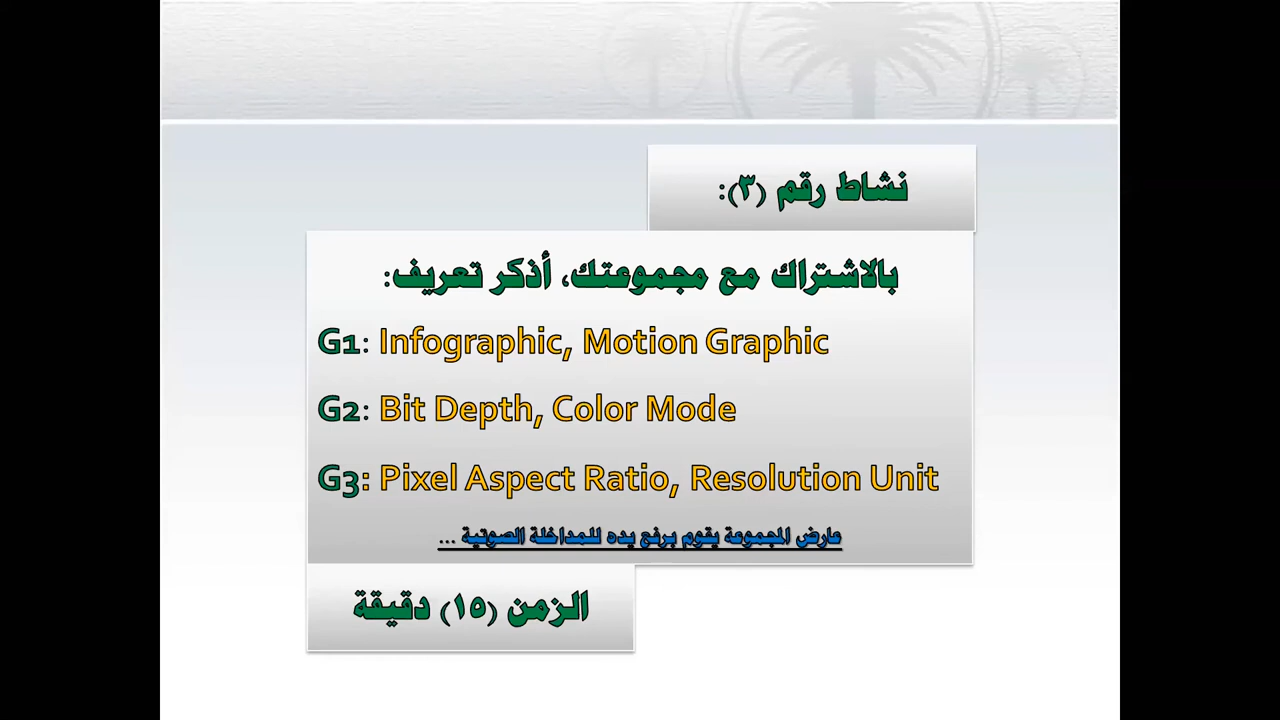 نشاط رقم (٣):
بالاشتراك مع مجموعتك، أذكر تعريف:
G1: Infographic, Motion Graphic
G2: Bit Depth, Color Mode
G3: Pixel Aspect Ratio, Resolution Unit
عارض المجموعة يقوم برفع يده للمداخلة الصوتية ...
الزمن (١٥) دقيقة